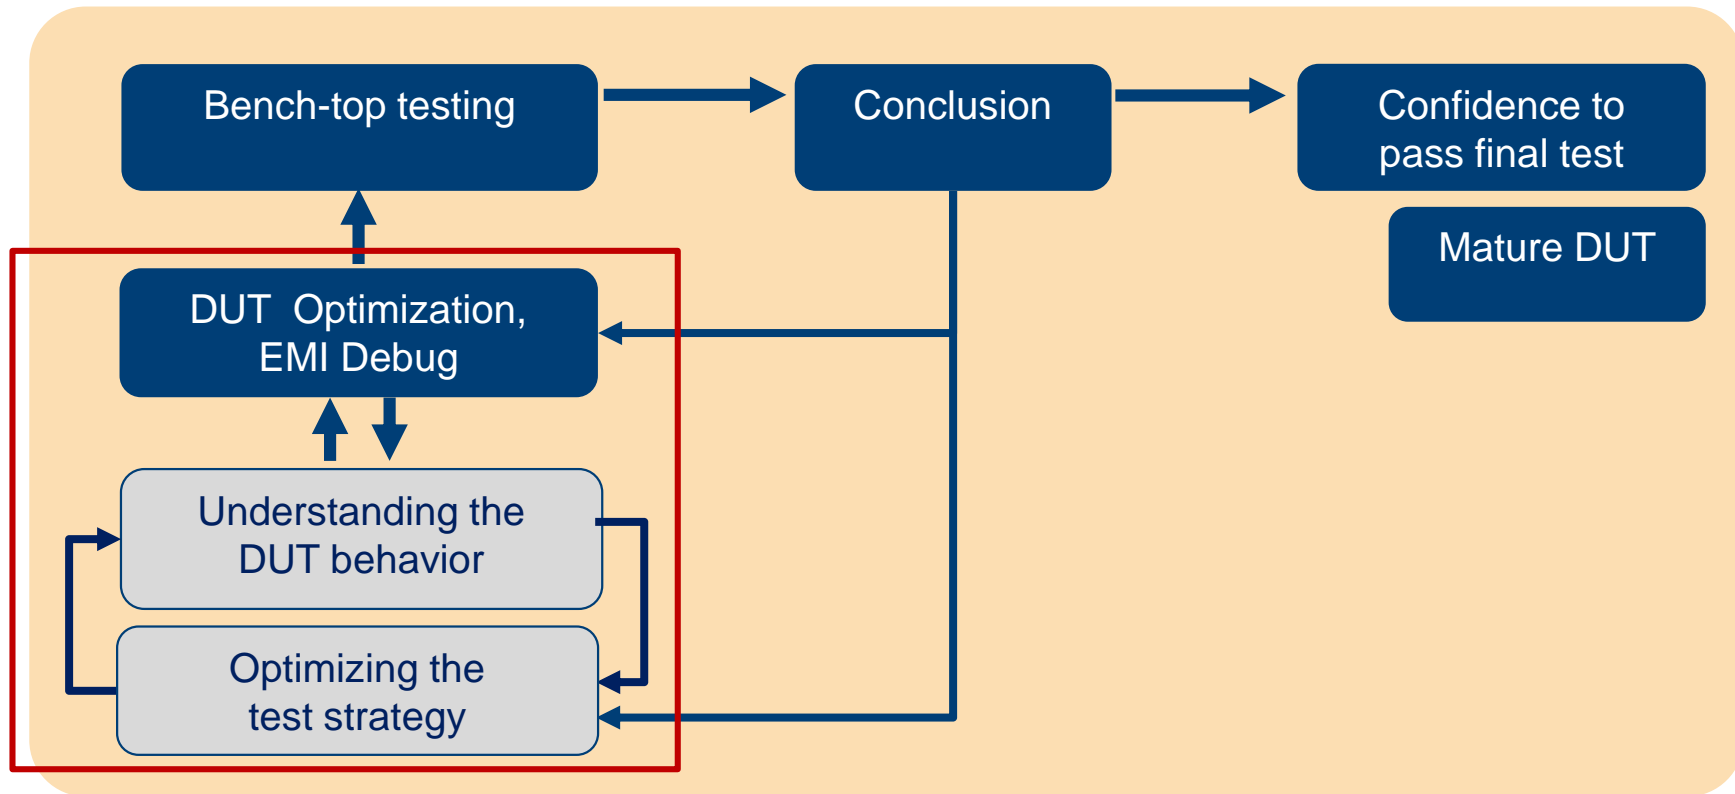 Bench-top testing
Conclusion
Confidence to
pass final test
Mature DUT
DUT  Optimization,
EMI Debug
Understanding the
DUT behavior
Optimizing the
test strategy